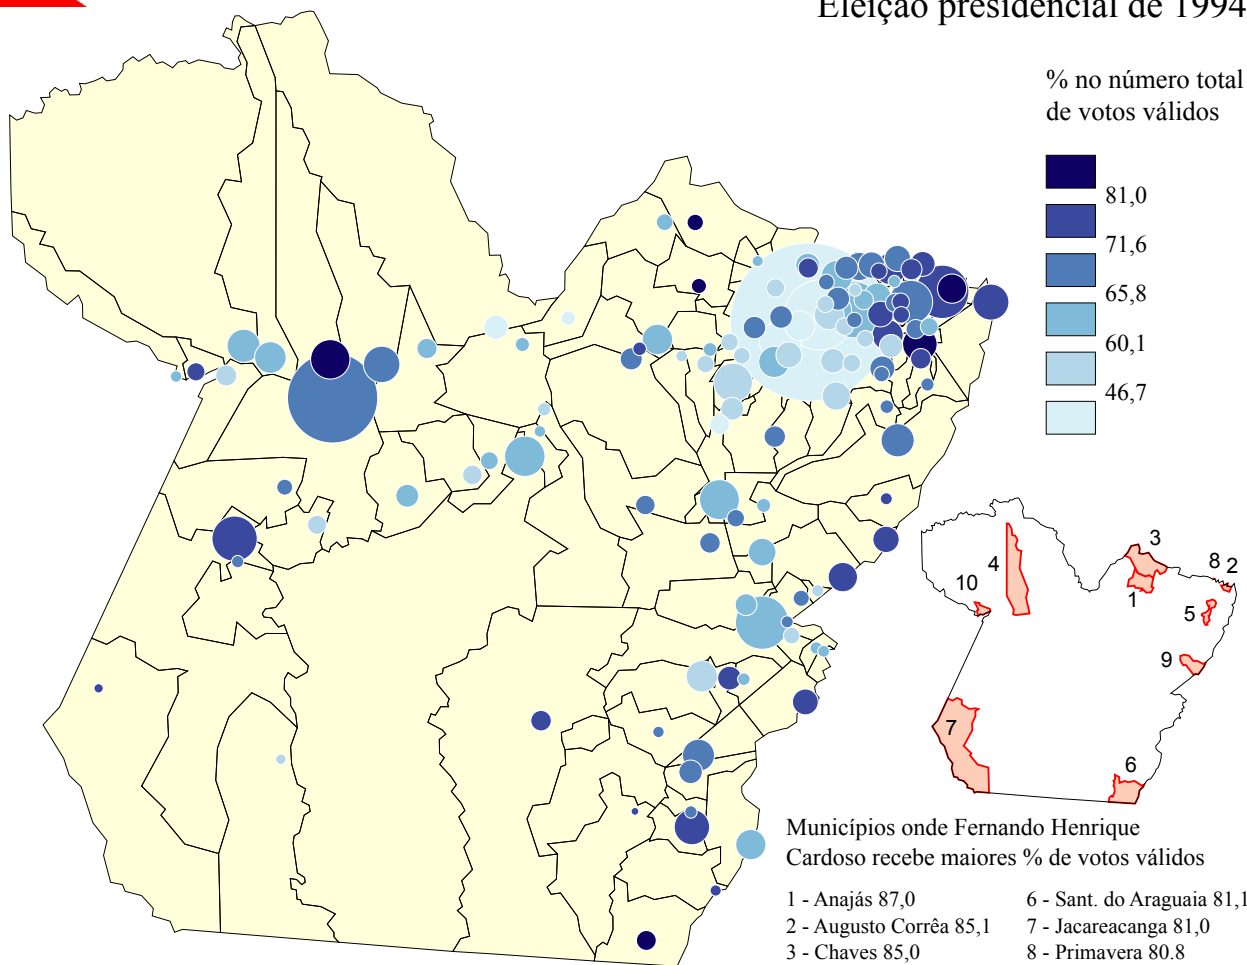 Eleição presidencial de 1994
% no número total
de votos válidos
81,0
71,6
65,8
60,1
46,7
3
8
2
4
10
1
5
9
7
6
Municípios onde Fernando Henrique
Cardoso recebe maiores % de votos válidos
1 - Anajás 87,0
2 - Augusto Corrêa 85,1
3 - Chaves 85,0
6 - Sant. do Araguaia 81,1
7 - Jacareacanga 81,0
8 - Primavera 80.8